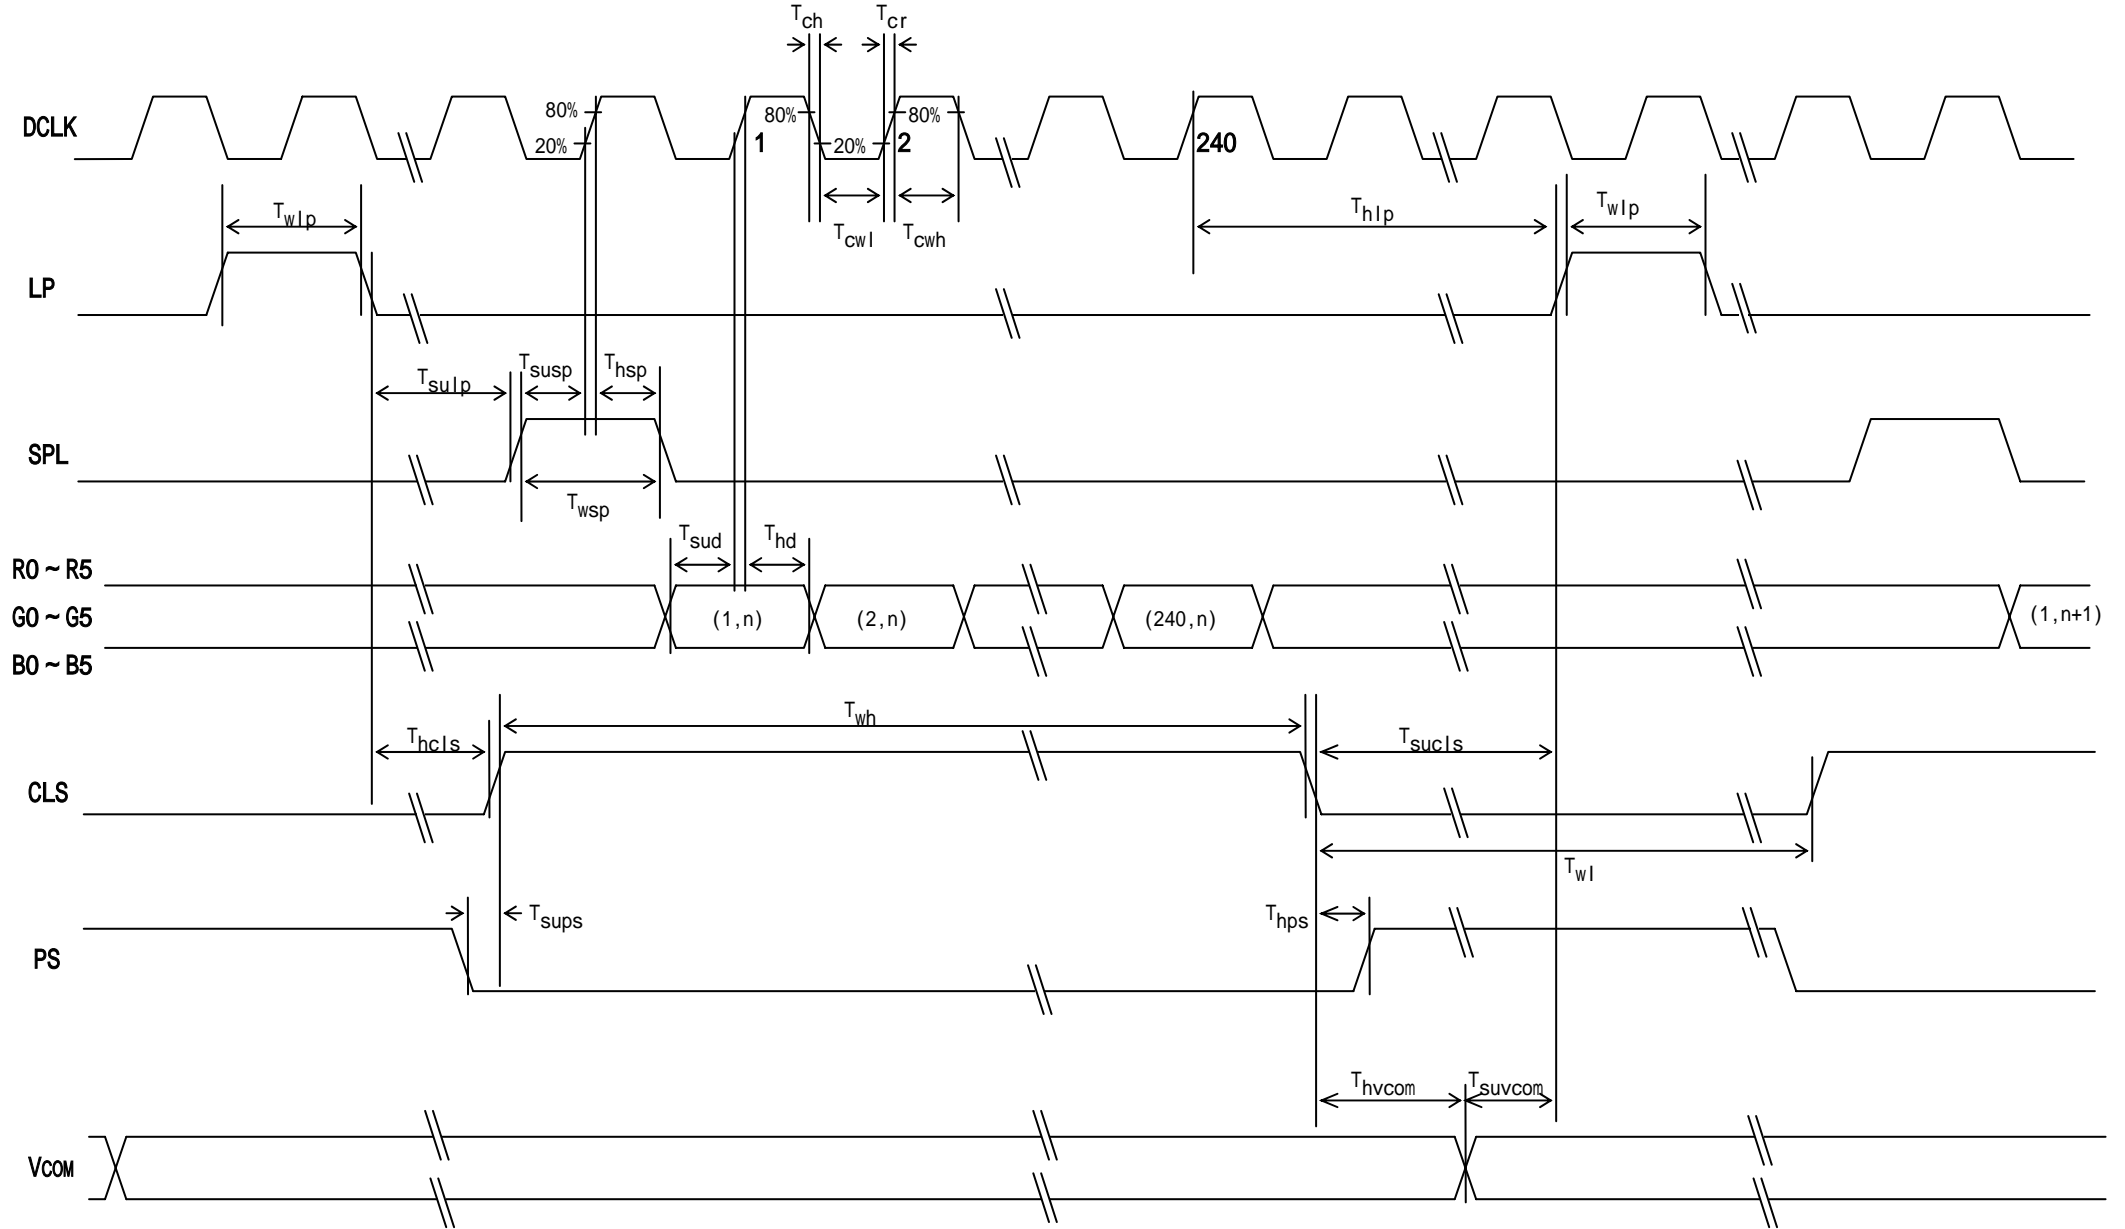 Tch Tcr
DCLK 80% 20% 80% 1 20% 2 80% 240
Twlp Tcwl Tcwh Thlp Twlp
LP
Tsulp Tsusp Thsp
SPL
Twsp
Tsud Thd
R0~R5
G0~G5 (1,n) (2,n) (240,n) (1,n+1)
B0~B5
Twh
Thcls Tsucls
CLS
Twl
Tsups Thps
PS
Thvcom Tsuvcom
VCOM